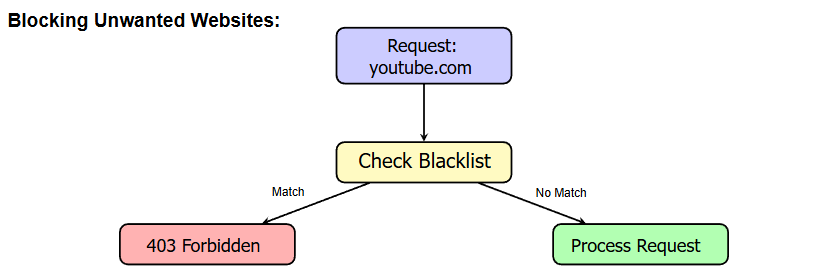 Blocking Unwanted Websites:
Request:
youtube.com
Check Blacklist
Match
No Match
403 Forbidden
Process Request